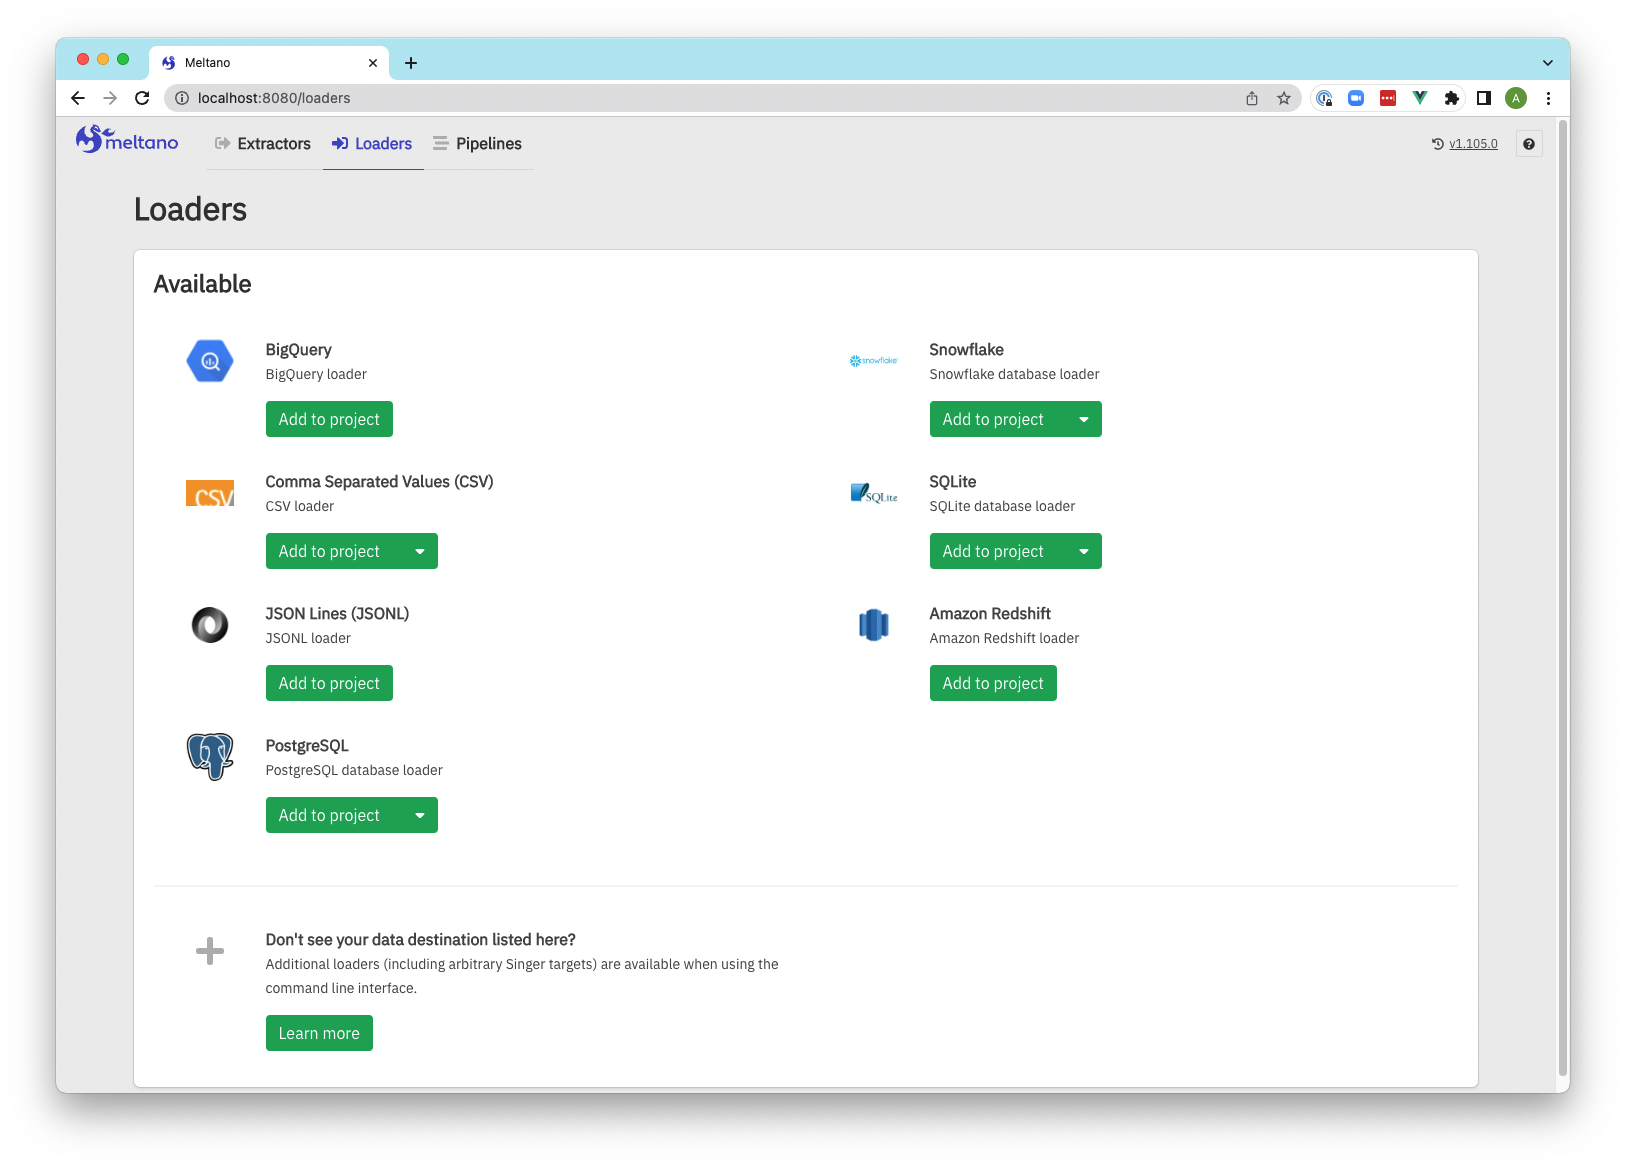 Meltano
localhost:8080/loaders
A
meltano
Extractors
Loaders
Pipelines
v1.105.0
?
Loaders
Available
BigQuery
BigQuery loader
Add to project
snowflake
Snowflake
Snowflake database loader
Add to project
CSV
Comma Separated Values (CSV)
CSV loader
Add to project
SQLite
SQLite
SQLite database loader
Add to project
JSON Lines (JSONL)
JSONL loader
Add to project
Amazon Redshift
Amazon Redshift loader
Add to project
PostgreSQL
PostgreSQL database loader
Add to project
Don't see your data destination listed here?
Additional loaders (including arbitrary Singer targets) are available when using the
command line interface.
Learn more